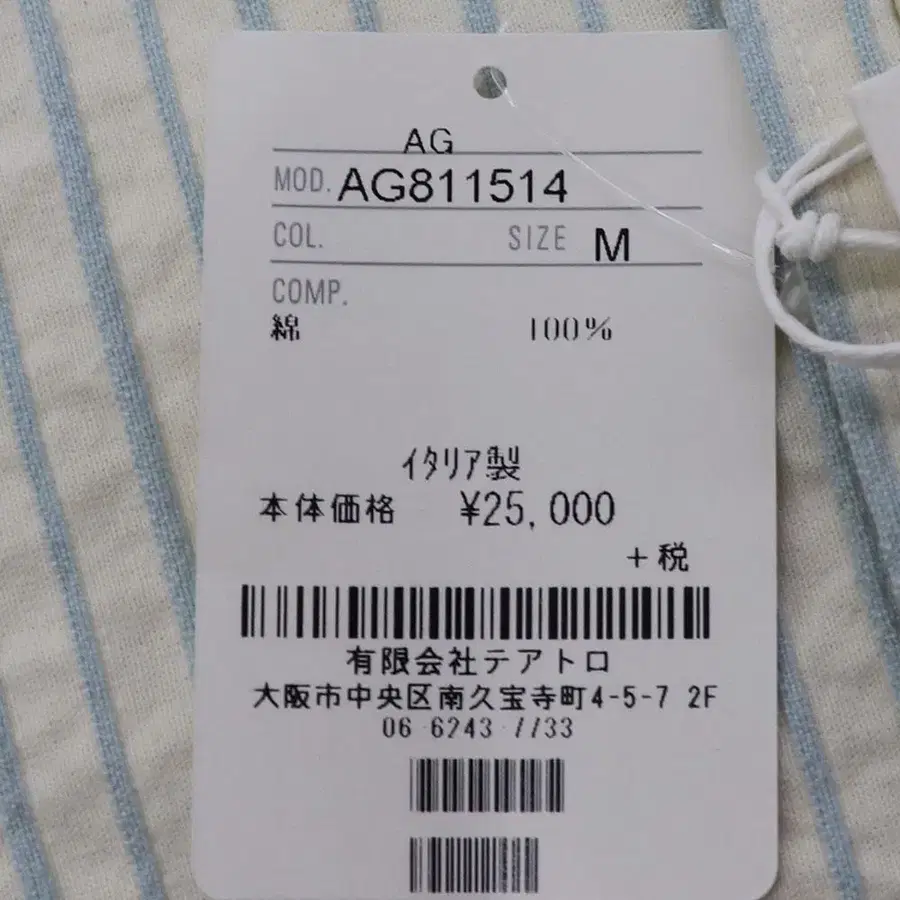 AG
MOD. AG811514
COL. SIZE M
COMP.
綿 100%
イタリア製
本体価格 ¥25,000
+税
有限会社テアトロ
大阪市中央区南久宝寺町4-5-7 2F
06 6243 7733